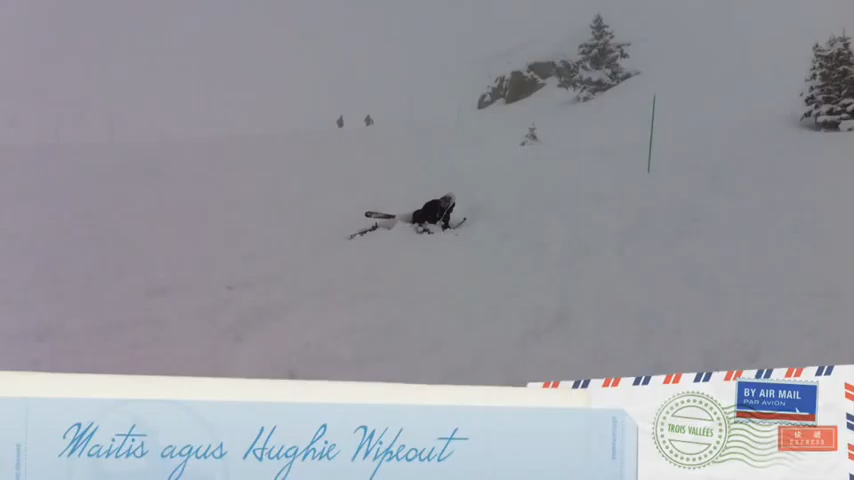 Maitis agus Hughie Wipeout
TROIS VALLÉES
BY AIR MAIL
PAR AVION
EXPRESS